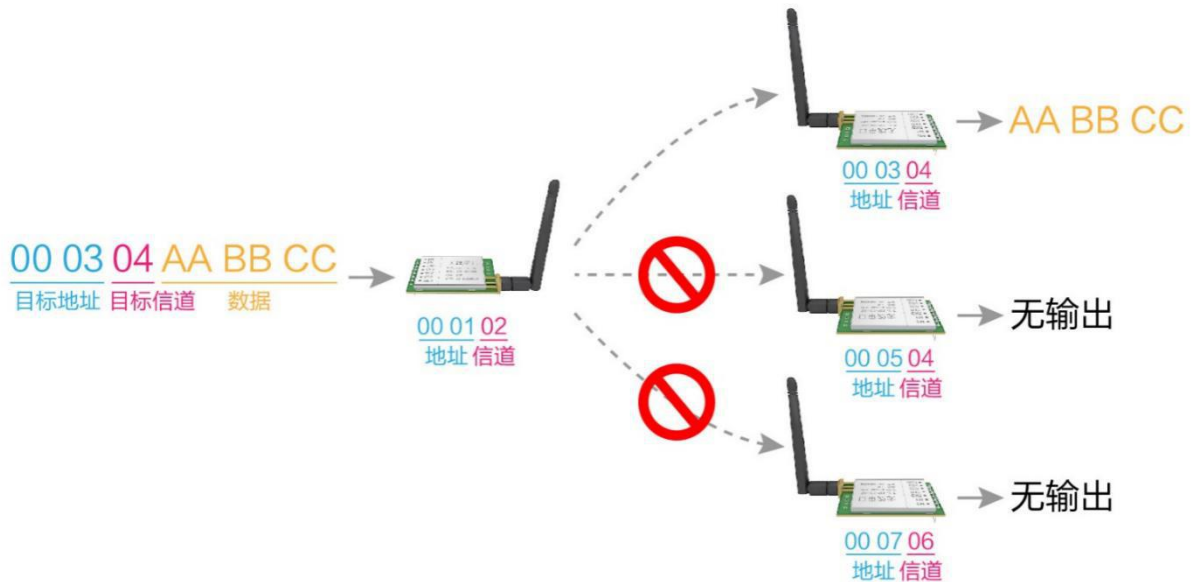 AA BB CC
00 03 04
地址 信道
00 03 04 AA BB CC
目标地址 目标信道 数据
00 01 02
地址 信道
无输出
00 05 04
地址 信道
无输出
00 07 06
地址 信道